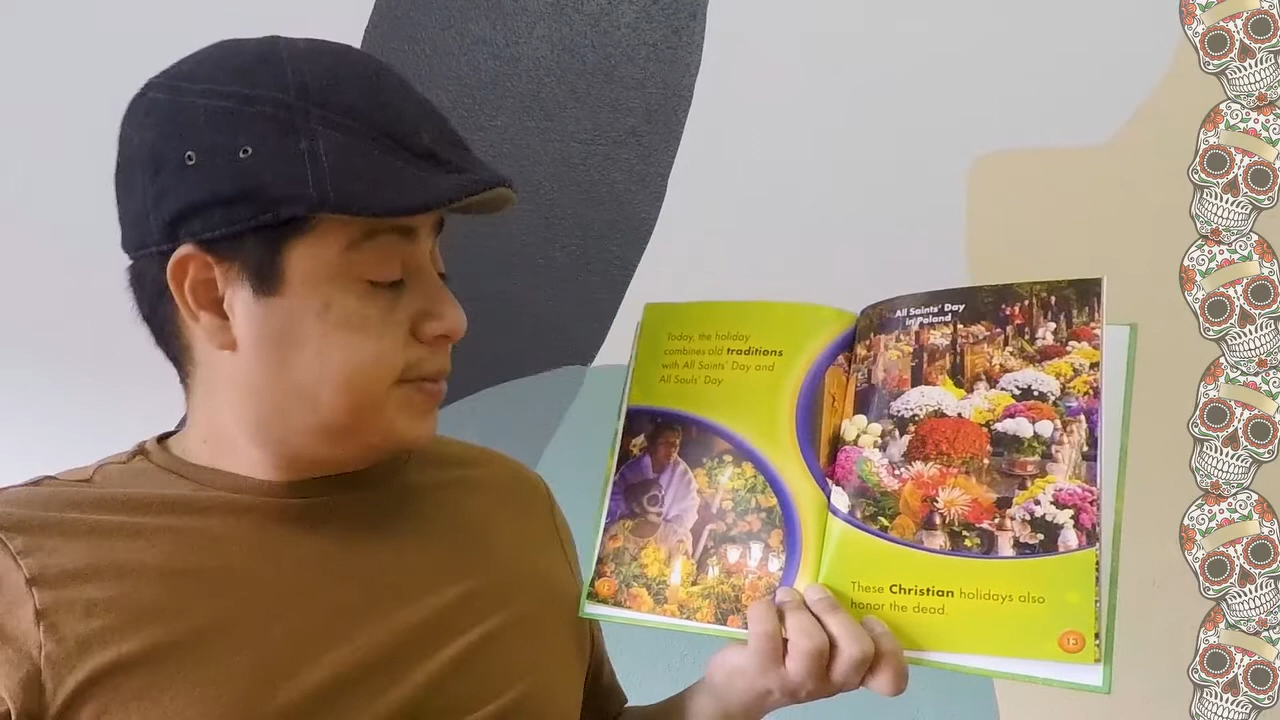 Today, the holiday
combines old traditions
with All Saints' Day and
All Souls' Day
12
All Saints' Day
in Poland
These Christian holidays also
honor the dead.
13